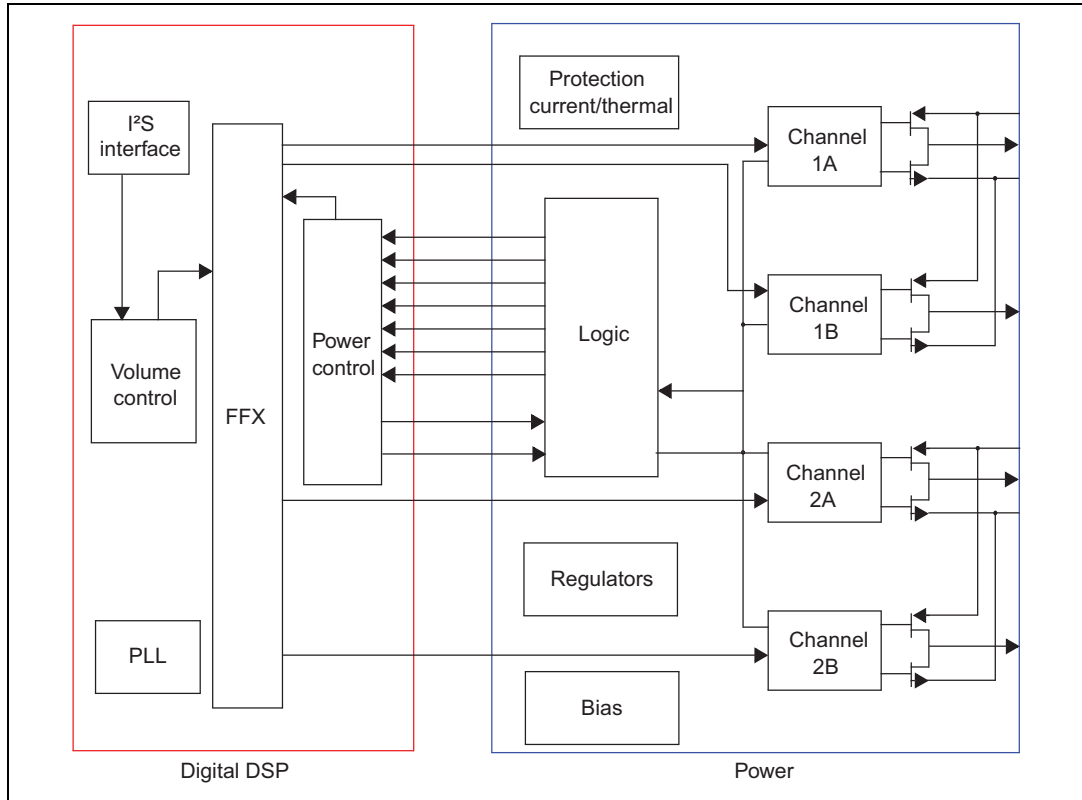 Protection
current/thermal
I²S
interface
Channel
1A
Channel
1B
Logic
Power
control
Volume
control
FFX
Channel
2A
Regulators
Channel
2B
PLL
Bias
Digital DSP
Power